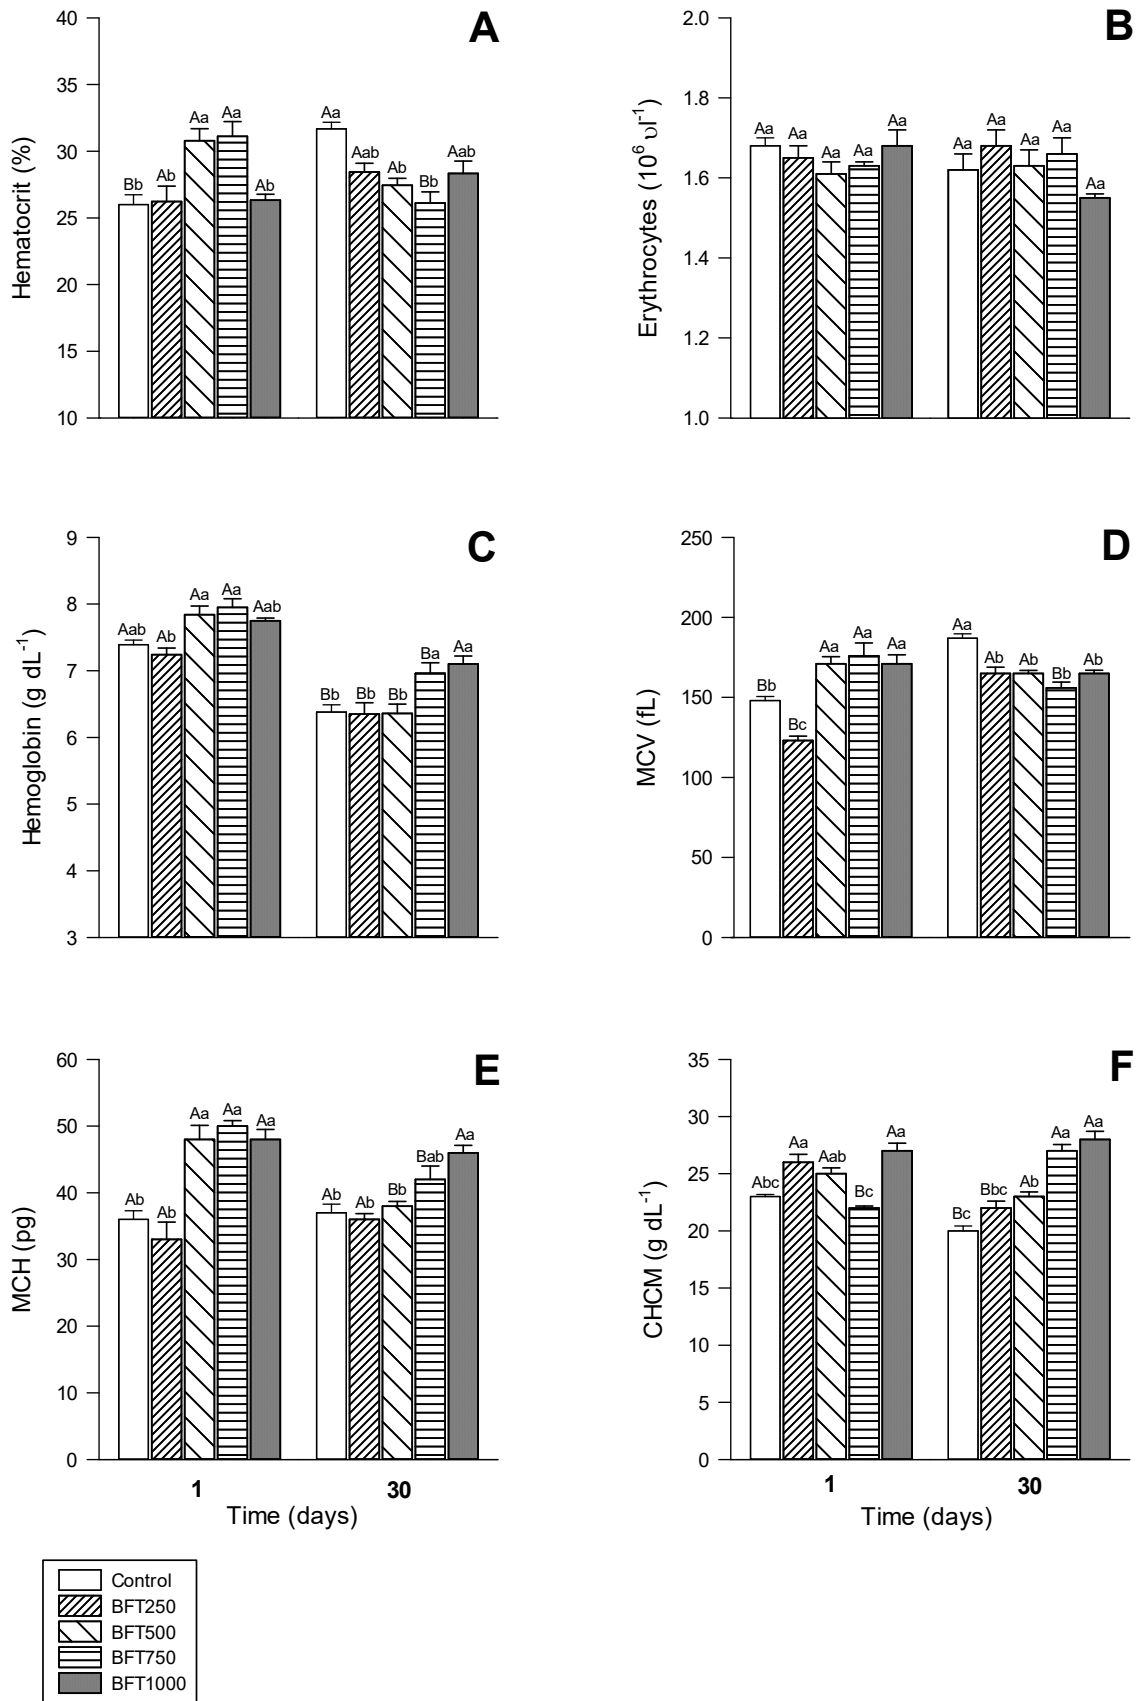 A
Hematocrit (%)
40
35
30
25
20
15
10
Bb Ab Aa Aa Ab
Aa Aab Ab Bb Aab
B
Erythrocytes (10⁶ υl⁻¹)
2.0
1.8
1.6
1.4
1.2
1.0
Aa Aa Aa Aa Aa
Aa Aa Aa Aa Aa
C
Hemoglobin (g dL⁻¹)
9
8
7
6
5
4
3
Aab Ab Aa Aa Aab
Bb Bb Bb Ba Aa
D
MCV (fL)
250
200
150
100
50
0
Bb Bc Aa Aa Aa
Aa Ab Ab Bb Ab
E
MCH (pg)
60
50
40
30
20
10
0
Ab Ab Aa Aa Aa
Ab Ab Bb Bab Aa
1 30
Time (days)
F
CHCM (g dL⁻¹)
35
30
25
20
15
10
5
0
Abc Aa Aab Bc Aa
Bc Bbc Ab Aa Aa
1 30
Time (days)
Control
BFT250
BFT500
BFT750
BFT1000